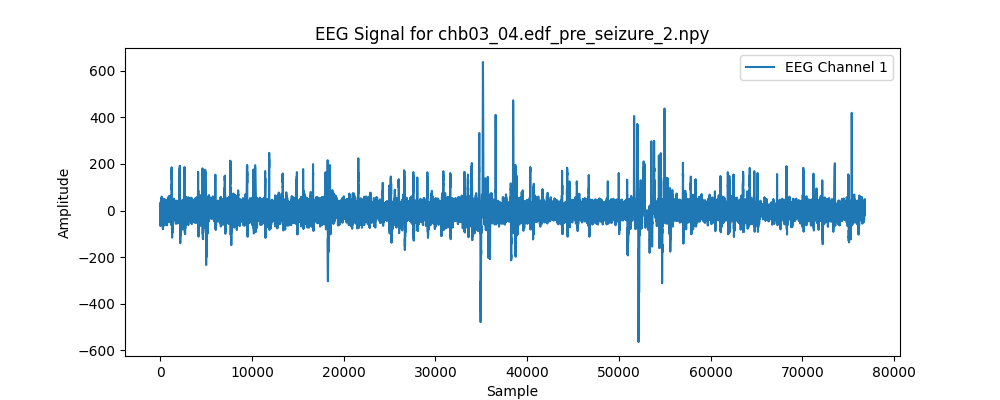 EEG Signal for chb03_04.edf_pre_seizure_2.npy
EEG Channel 1
Amplitude
600
400
200
0
−200
−400
−600
0 10000 20000 30000 40000 50000 60000 70000 80000
Sample